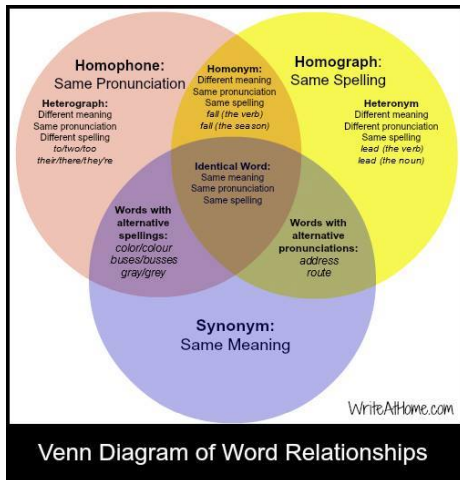 Homophone:
Same Pronunciation
Heterograph:
Different meaning
Same pronunciation
Different spelling
to/two/too
their/there/they're
Homonym:
Different meaning
Same pronunciation
Same spelling
fall (the verb)
fall (the season)
Homograph:
Same Spelling
Heteronym
Different meaning
Different pronunciation
Same spelling
lead (the verb)
lead (the noun)
Identical Word:
Same meaning
Same pronunciation
Same spelling
Words with
alternative
spellings:
color/colour
buses/busses
gray/grey
Words with
alternative
pronunciations:
address
route
Synonym:
Same Meaning
WriteAtHome.com
Venn Diagram of Word Relationships